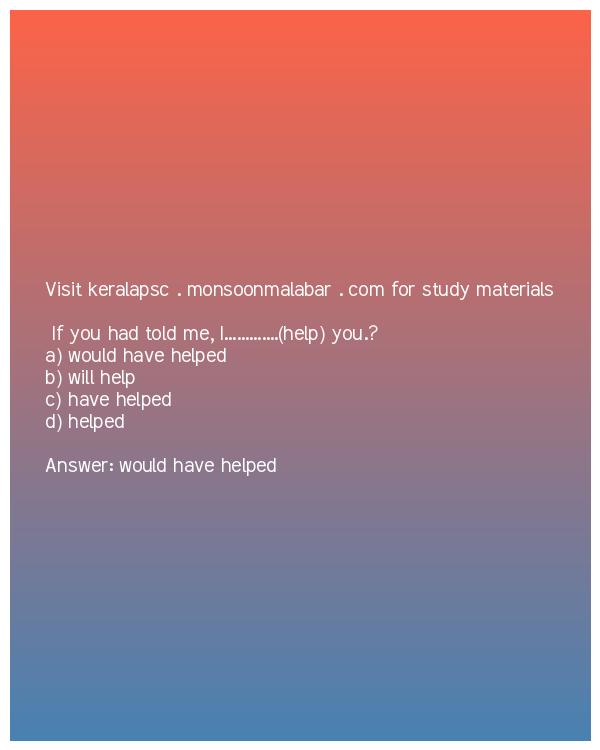 Visit keralapsc . monsoonmalabar . com for study materials
If you had told me, I.............(help) you.?
a) would have helped
b) will help
c) have helped
d) helped
Answer: would have helped